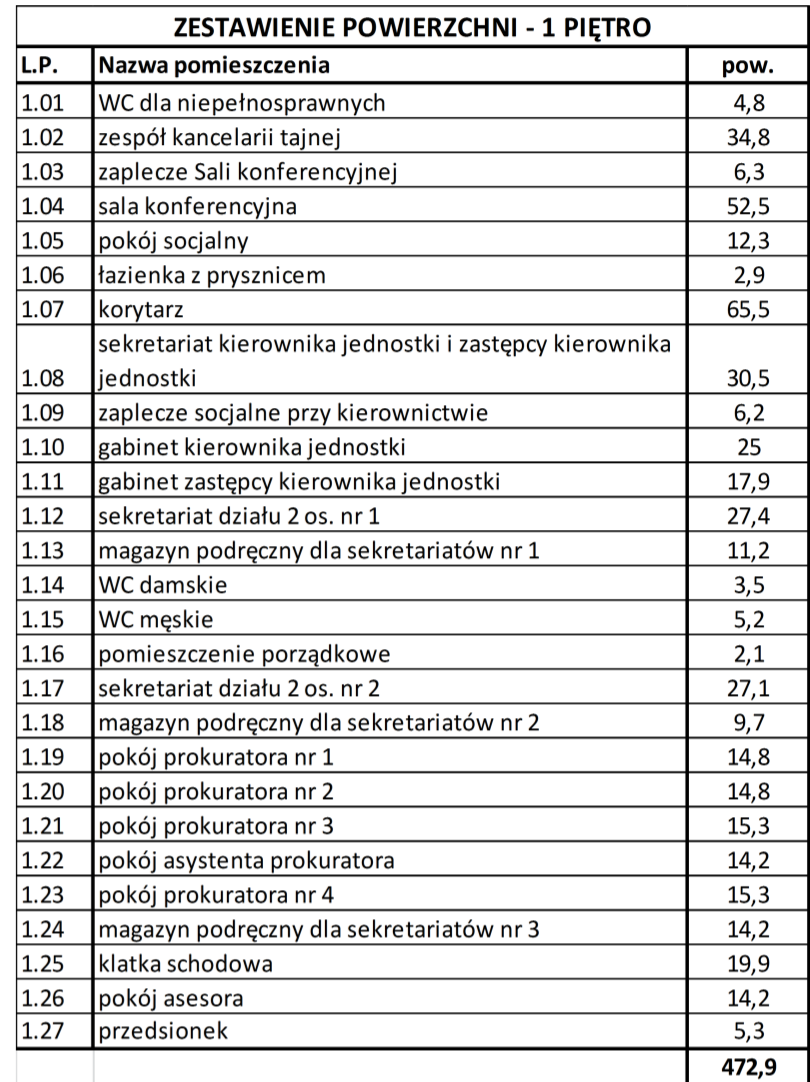 ZESTAWIENIE POWIERZCHNI - 1 PIĘTRO
L.P. Nazwa pomieszczenia pow.
1.01 WC dla niepełnosprawnych 4,8
1.02 zespół kancelarii tajnej 34,8
1.03 zaplecze Sali konferencyjnej 6,3
1.04 sala konferencyjna 52,5
1.05 pokój socjalny 12,3
1.06 łazienka z prysznicem 2,9
1.07 korytarz 65,5
sekretariat kierownika jednostki i zastępcy kierownika
1.08 jednostki 30,5
1.09 zaplecze socjalne przy kierownictwie 6,2
1.10 gabinet kierownika jednostki 25
1.11 gabinet zastępcy kierownika jednostki 17,9
1.12 sekretariat działu 2 os. nr 1 27,4
1.13 magazyn podręczny dla sekretariatów nr 1 11,2
1.14 WC damskie 3,5
1.15 WC męskie 5,2
1.16 pomieszczenie porządkowe 2,1
1.17 sekretariat działu 2 os. nr 2 27,1
1.18 magazyn podręczny dla sekretariatów nr 2 9,7
1.19 pokój prokuratora nr 1 14,8
1.20 pokój prokuratora nr 2 14,8
1.21 pokój prokuratora nr 3 15,3
1.22 pokój asystenta prokuratora 14,2
1.23 pokój prokuratora nr 4 15,3
1.24 magazyn podręczny dla sekretariatów nr 3 14,2
1.25 klatka schodowa 19,9
1.26 pokój asesora 14,2
1.27 przedsionek 5,3
472,9